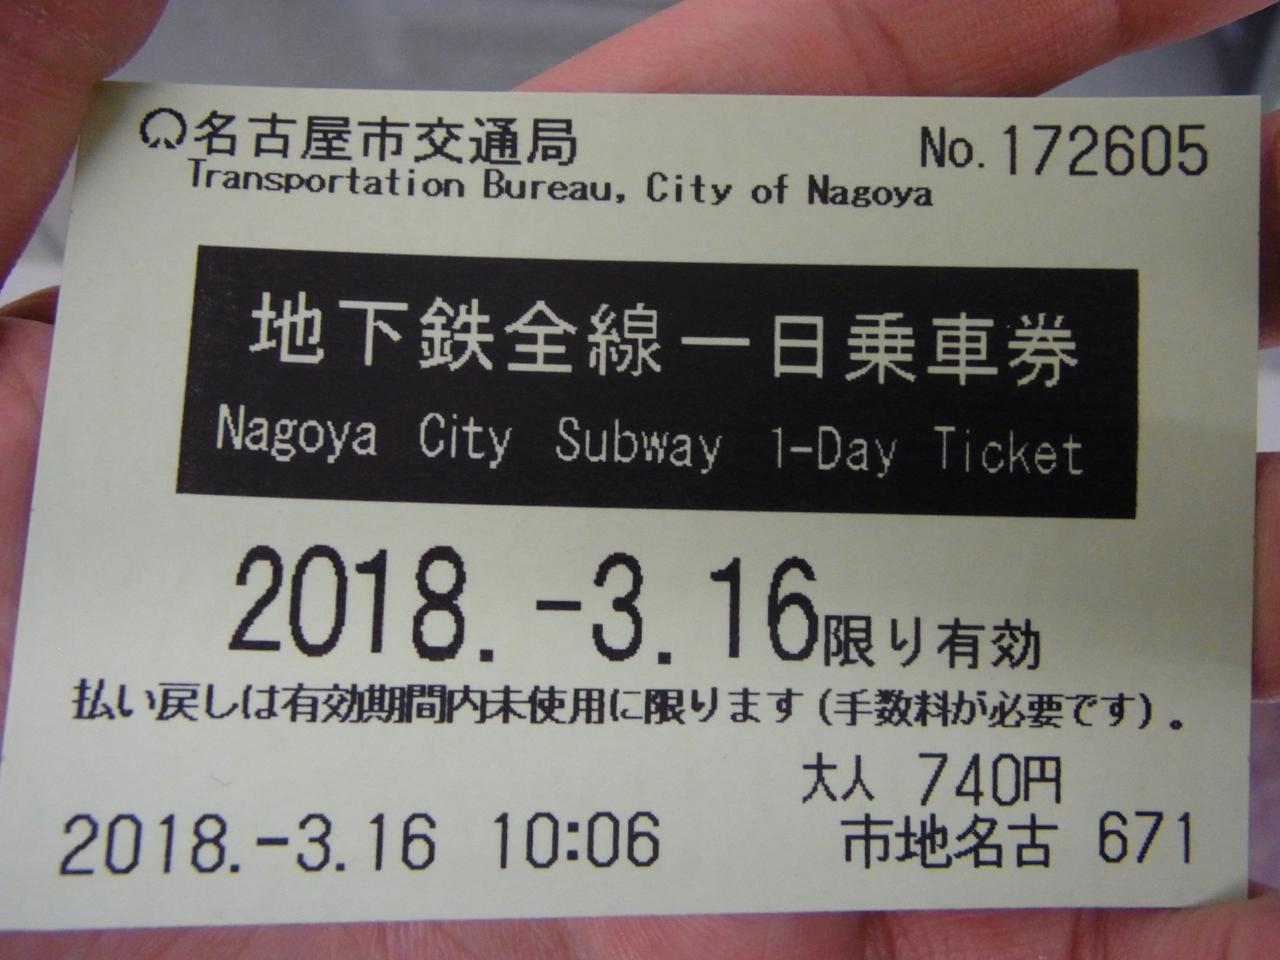 名古屋市交通局
No.172605
Transportation Bureau, City of Nagoya
地下鉄全線一日乗車券
Nagoya City Subway 1-Day Ticket
2018.-3.16限り有効
払い戻しは有効期間内未使用に限ります(手数料が必要です)。
大人 740円
2018.-3.16 10:06
市地名古 671